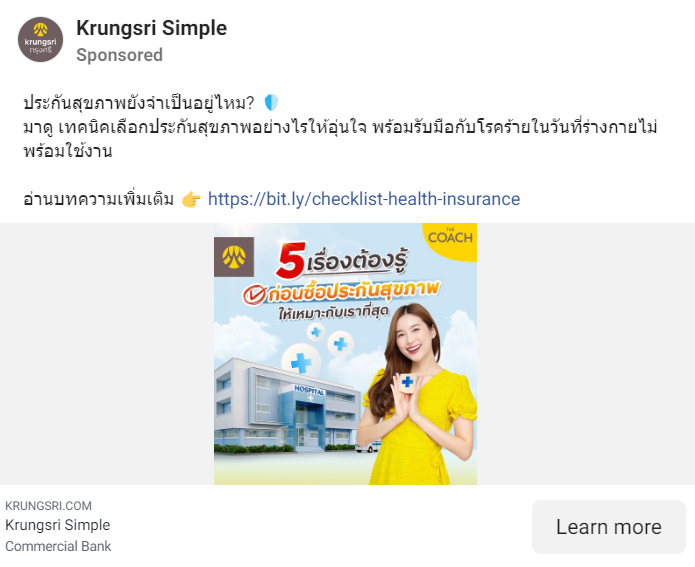 krungsri
กรุงศรี
Krungsri Simple
Sponsored
ประกันสุขภาพยังจำเป็นอยู่ไหม? 🛡️
มาดู เทคนิคเลือกประกันสุขภาพอย่างไรให้อุ่นใจ พร้อมรับมือกับโรคร้ายในวันที่ร่างกายไม่
พร้อมใช้งาน
อ่านบทความเพิ่มเติม 👉 https://bit.ly/checklist-health-insurance
THE
COACH
5 เรื่องต้องรู้
ก่อนซื้อประกันสุขภาพ
ให้เหมาะกับเราที่สุด
HOSPITAL
KRUNGSRI.COM
Krungsri Simple
Commercial Bank
Learn more